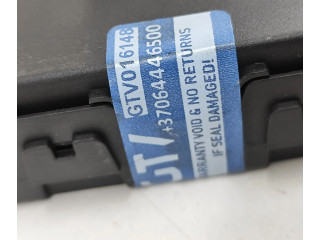 GTV016148
+37064446500
GT
WARRANTY VOID & NO RETURNS
IF SEAL DAMAGED!